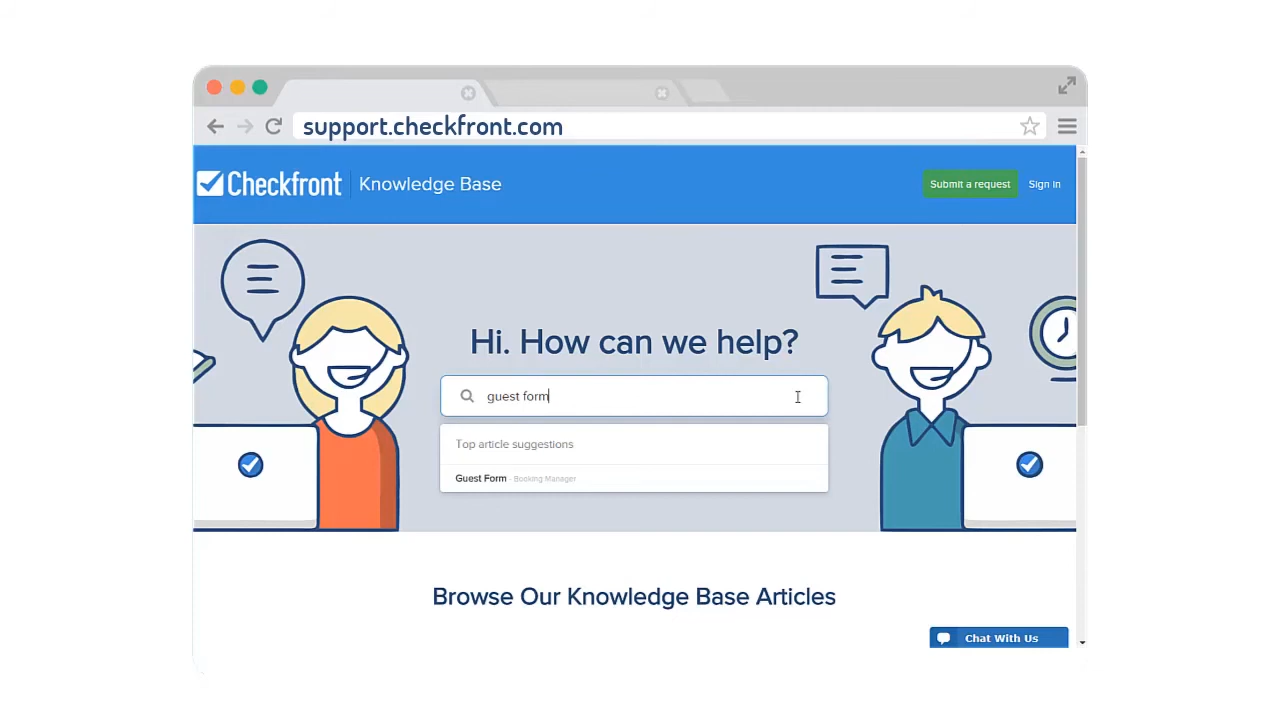 support.checkfront.com
Checkfront Knowledge Base
Submit a request
Sign in
Hi. How can we help?
guest form
Top article suggestions
Guest Form - Booking Manager
Browse Our Knowledge Base Articles
Chat With Us